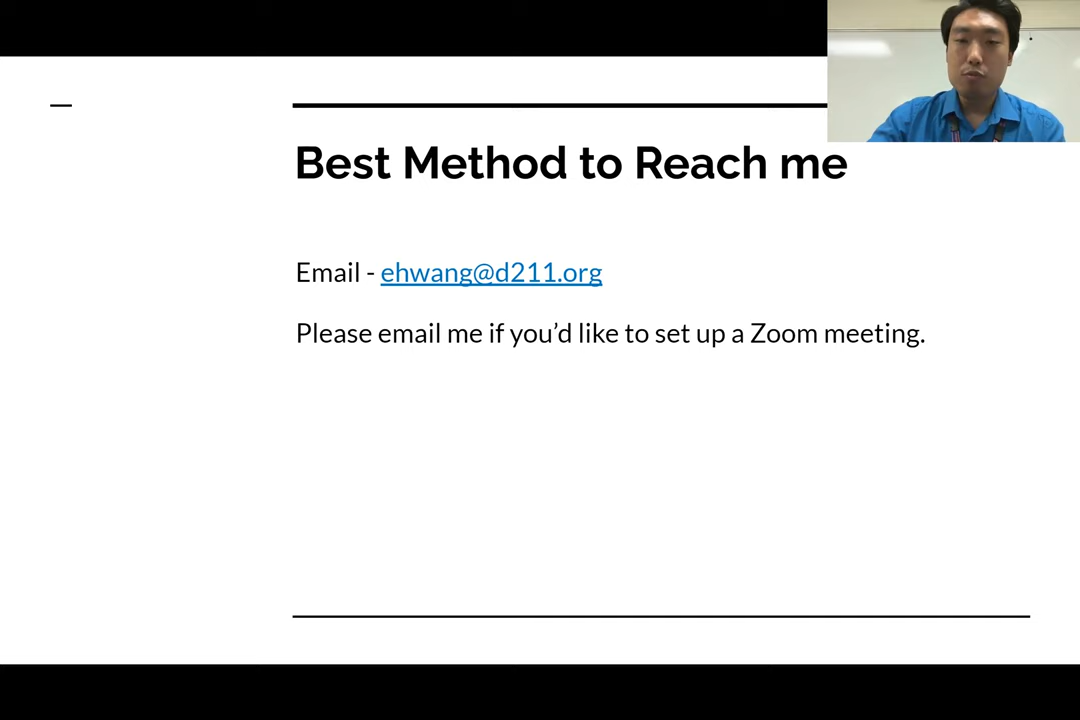 Best Method to Reach me
Email - ehwang@d211.org
Please email me if you’d like to set up a Zoom meeting.